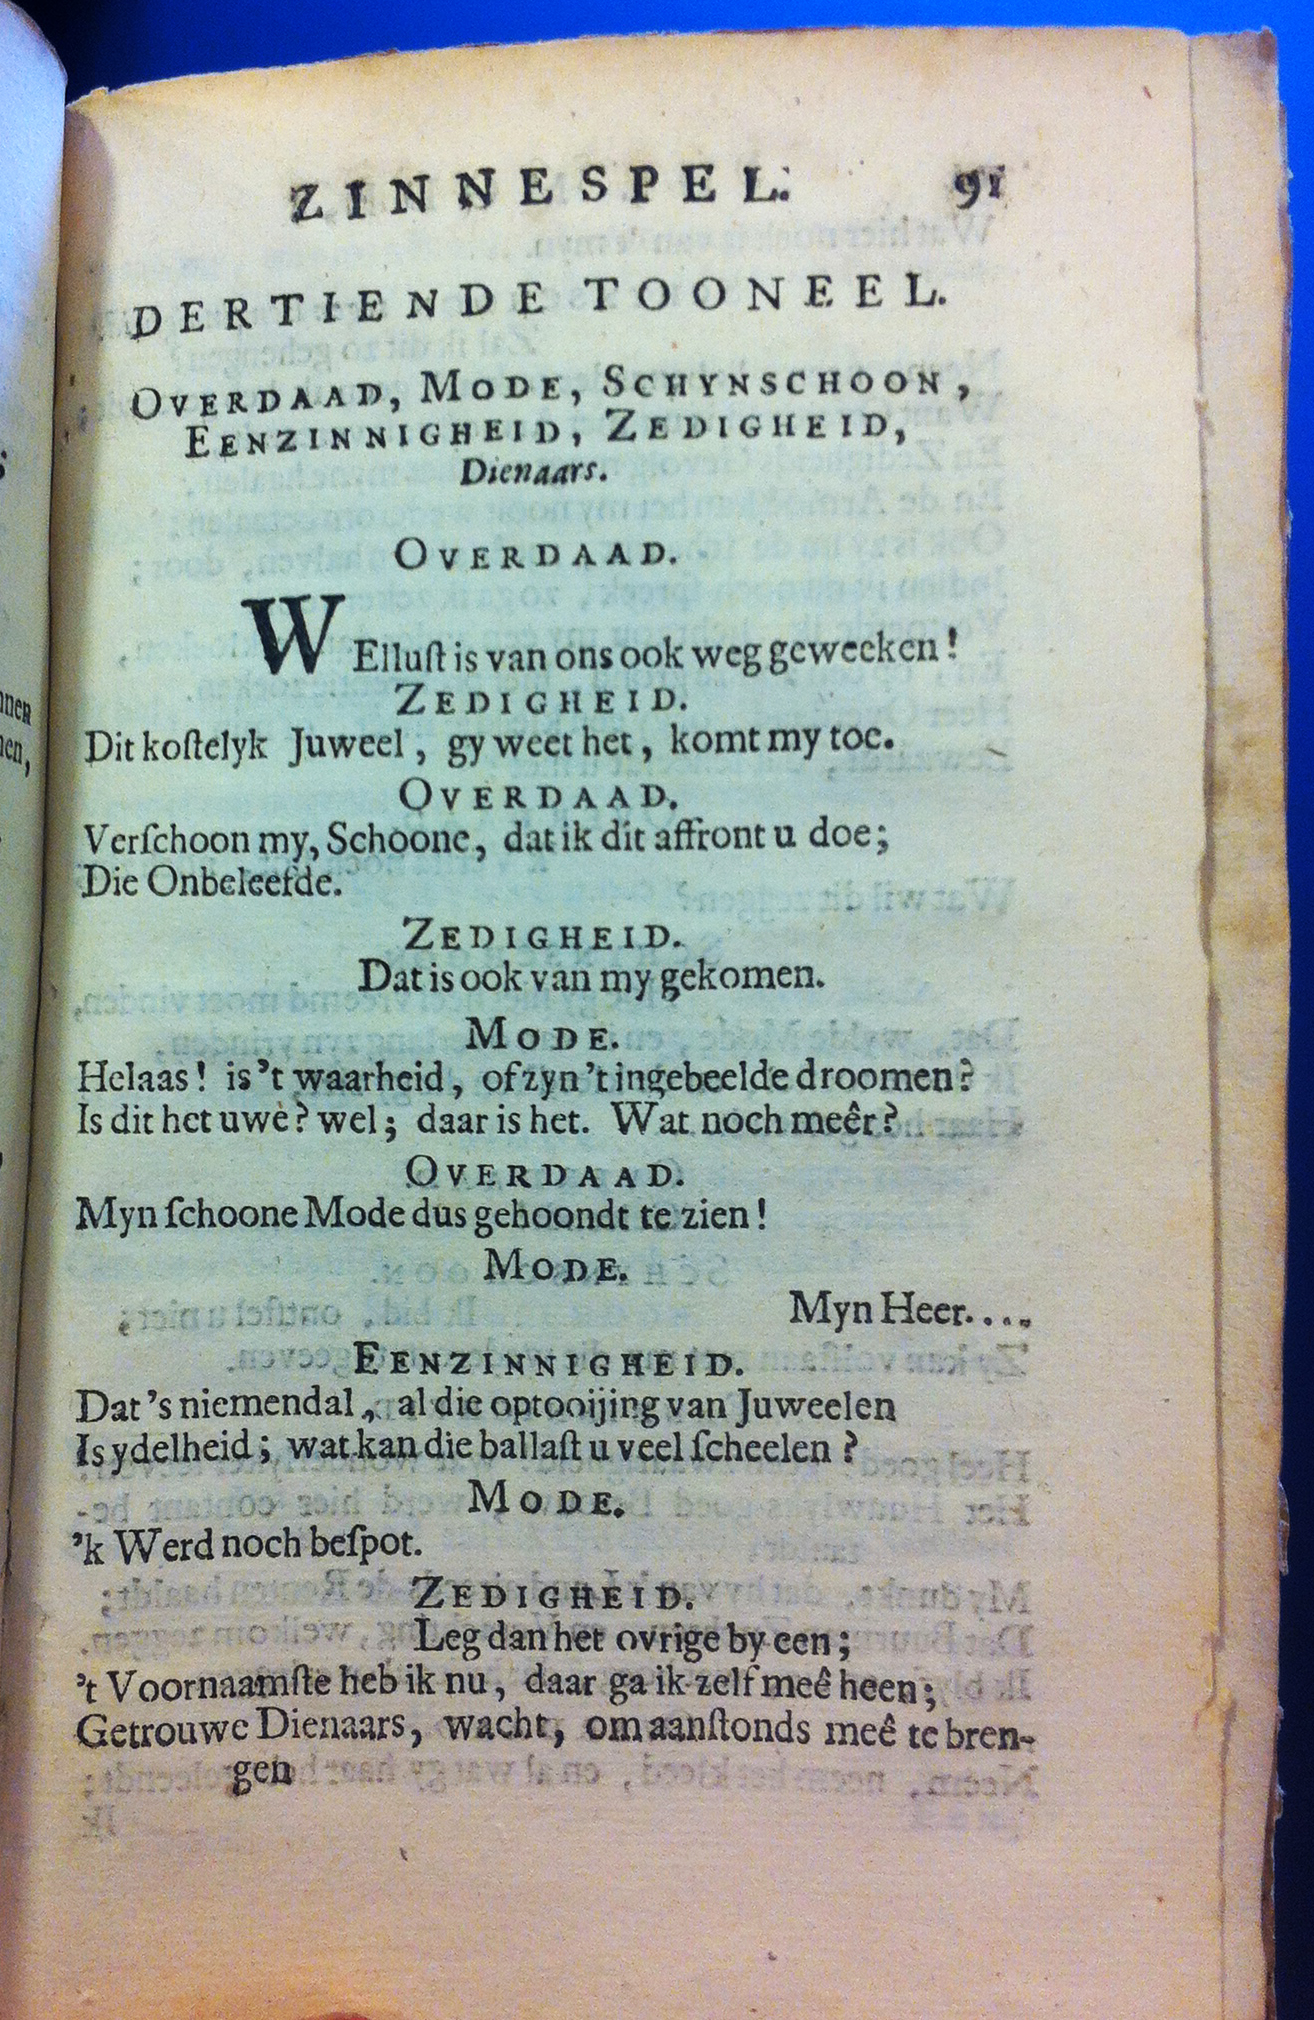 ZINNESPEL. 91
DERTIENDE TOONEEL.
OVERDAAD, MODE, SCHYNSCHOON,
EENZINNIGHEID, ZEDIGHEID,
Dienaars.
OVERDAAD.
WElluſt is van ons ook weg geweeken!
ZEDIGHEID.
Dit koſtelyk Juweel, gy weet het, komt my toe.
OVERDAAD.
Verſchoon my, Schoone, dat ik dit affront u doe;
Die Onbeleefde.
ZEDIGHEID.
Dat is ook van my gekomen.
MODE.
Helaas! is 't waarheid, of zyn 't ingebeelde droomen?
Is dit het uwe? wel; daar is het. Wat noch meêr?
OVERDAAD.
Myn ſchoone Mode dus gehoondt te zien!
MODE.
Myn Heer....
EENZINNIGHEID.
Dat 's niemendal, al die optooijing van Juweelen
Is ydelheid; wat kan die ballaſt u veel ſcheelen?
MODE.
'k Werd noch beſpot.
ZEDIGHEID.
Leg dan het ovrige by een;
't Voornaamſte heb ik nu, daar ga ik zelf meê heen;
Getrouwe Dienaars, wacht, om aanſtonds meê te bren-
gen